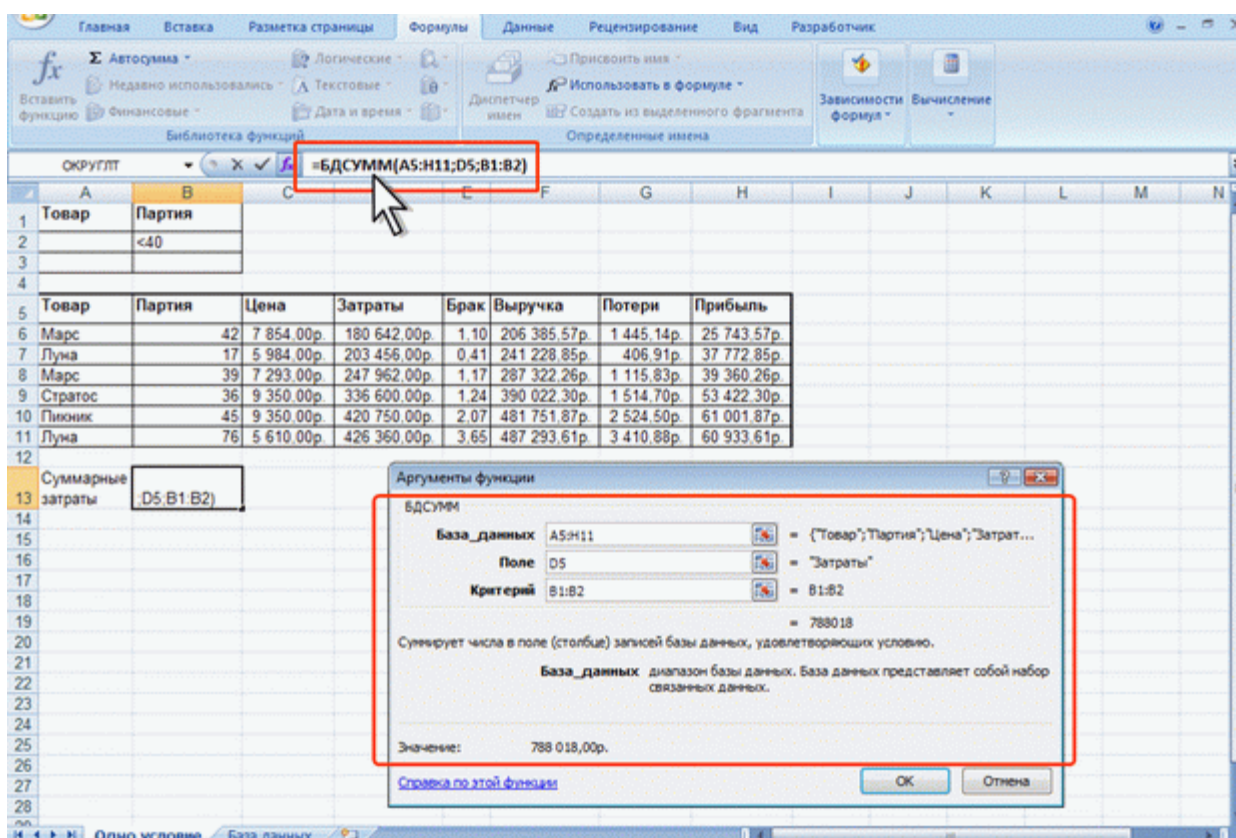 Главная Вставка Разметка страницы Формулы Данные Рецензирование Вид Разработчик
Вставить функцию
Σ Автосумма
Недавно использовались
Финансовые
Логические
Текстовые
Дата и время
Библиотека функций
Диспетчер имен
Присвоить имя
Использовать в формуле
Создать из выделенного фрагмента
Определенные имена
Зависимости формул
Вычисление
ОКРУГЛТ fx =БДСУММ(A5:H11;D5;B1:B2)
A B C E F G H I J K L M N
1 Товар Партия
2 <40
3
4
5 Товар Партия Цена Затраты Брак Выручка Потери Прибыль
6 Марс 42 7 854,00р. 180 642,00р. 1,10 206 385,57р. 1 445,14р. 25 743,57р.
7 Луна 17 5 984,00р. 203 456,00р. 0,41 241 228,85р. 406,91р. 37 772,85р.
8 Марс 39 7 293,00р. 247 962,00р. 1,17 287 322,26р. 1 115,83р. 39 360,26р.
9 Стратос 36 9 350,00р. 336 600,00р. 1,24 390 022,30р. 1 514,70р. 53 422,30р.
10 Пикник 45 9 350,00р. 420 750,00р. 2,07 481 751,87р. 2 524,50р. 61 001,87р.
11 Луна 76 5 610,00р. 426 360,00р. 3,65 487 293,61р. 3 410,88р. 60 933,61р.
12
Суммарные
13 затраты ;D5;B1:B2)
14
15
16
17
18
19
20
21
22
23
24
25
26
27
28
29
Аргументы функции
БДСУММ
База_данных A5:H11 = {"Товар";"Партия";"Цена";"Затрат...
Поле D5 = "Затраты"
Критерий B1:B2 = B1:B2
= 788018
Суммирует числа в поле (столбце) записей базы данных, удовлетворяющих условию.
База_данных диапазон базы данных. База данных представляет собой набор
связанных данных.
Значение: 788 018,00р.
Справка по этой функции OK Отмена
Одно условие База данных